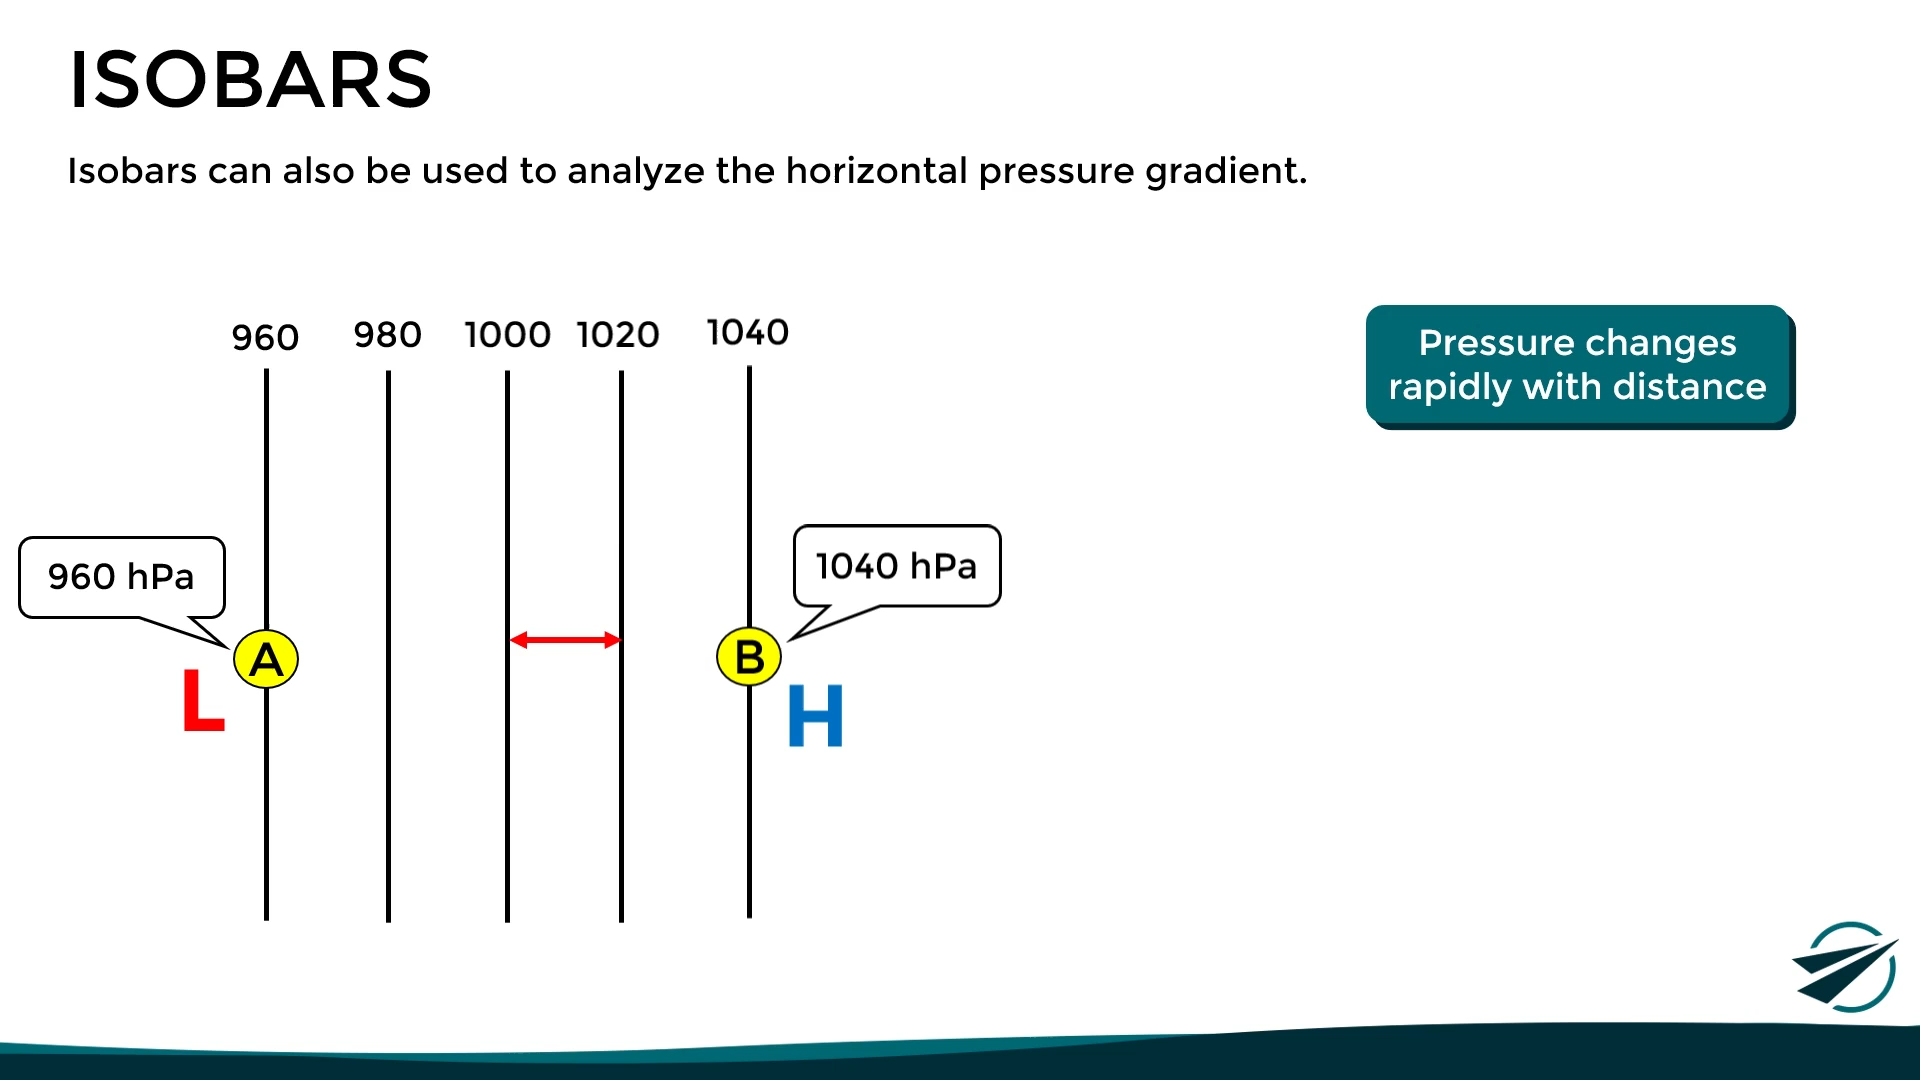 ISOBARS
Isobars can also be used to analyze the horizontal pressure gradient.
960 980 1000 1020 1040
Pressure changes
rapidly with distance
960 hPa
1040 hPa
A
B
L
H